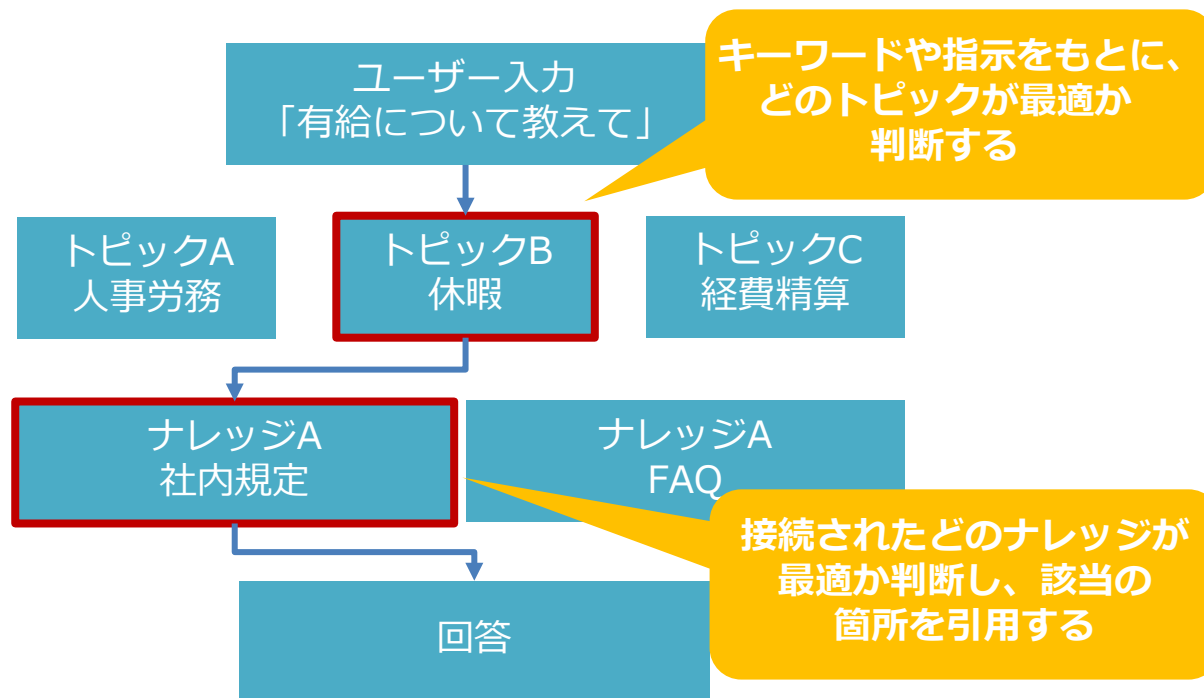 ユーザー入力
「有給について教えて」
キーワードや指示をもとに、
どのトピックが最適か
判断する
トピックA
人事労務
トピックB
休暇
トピックC
経費精算
ナレッジA
社内規定
ナレッジA
FAQ
接続されたどのナレッジが
最適か判断し、該当の
箇所を引用する
回答